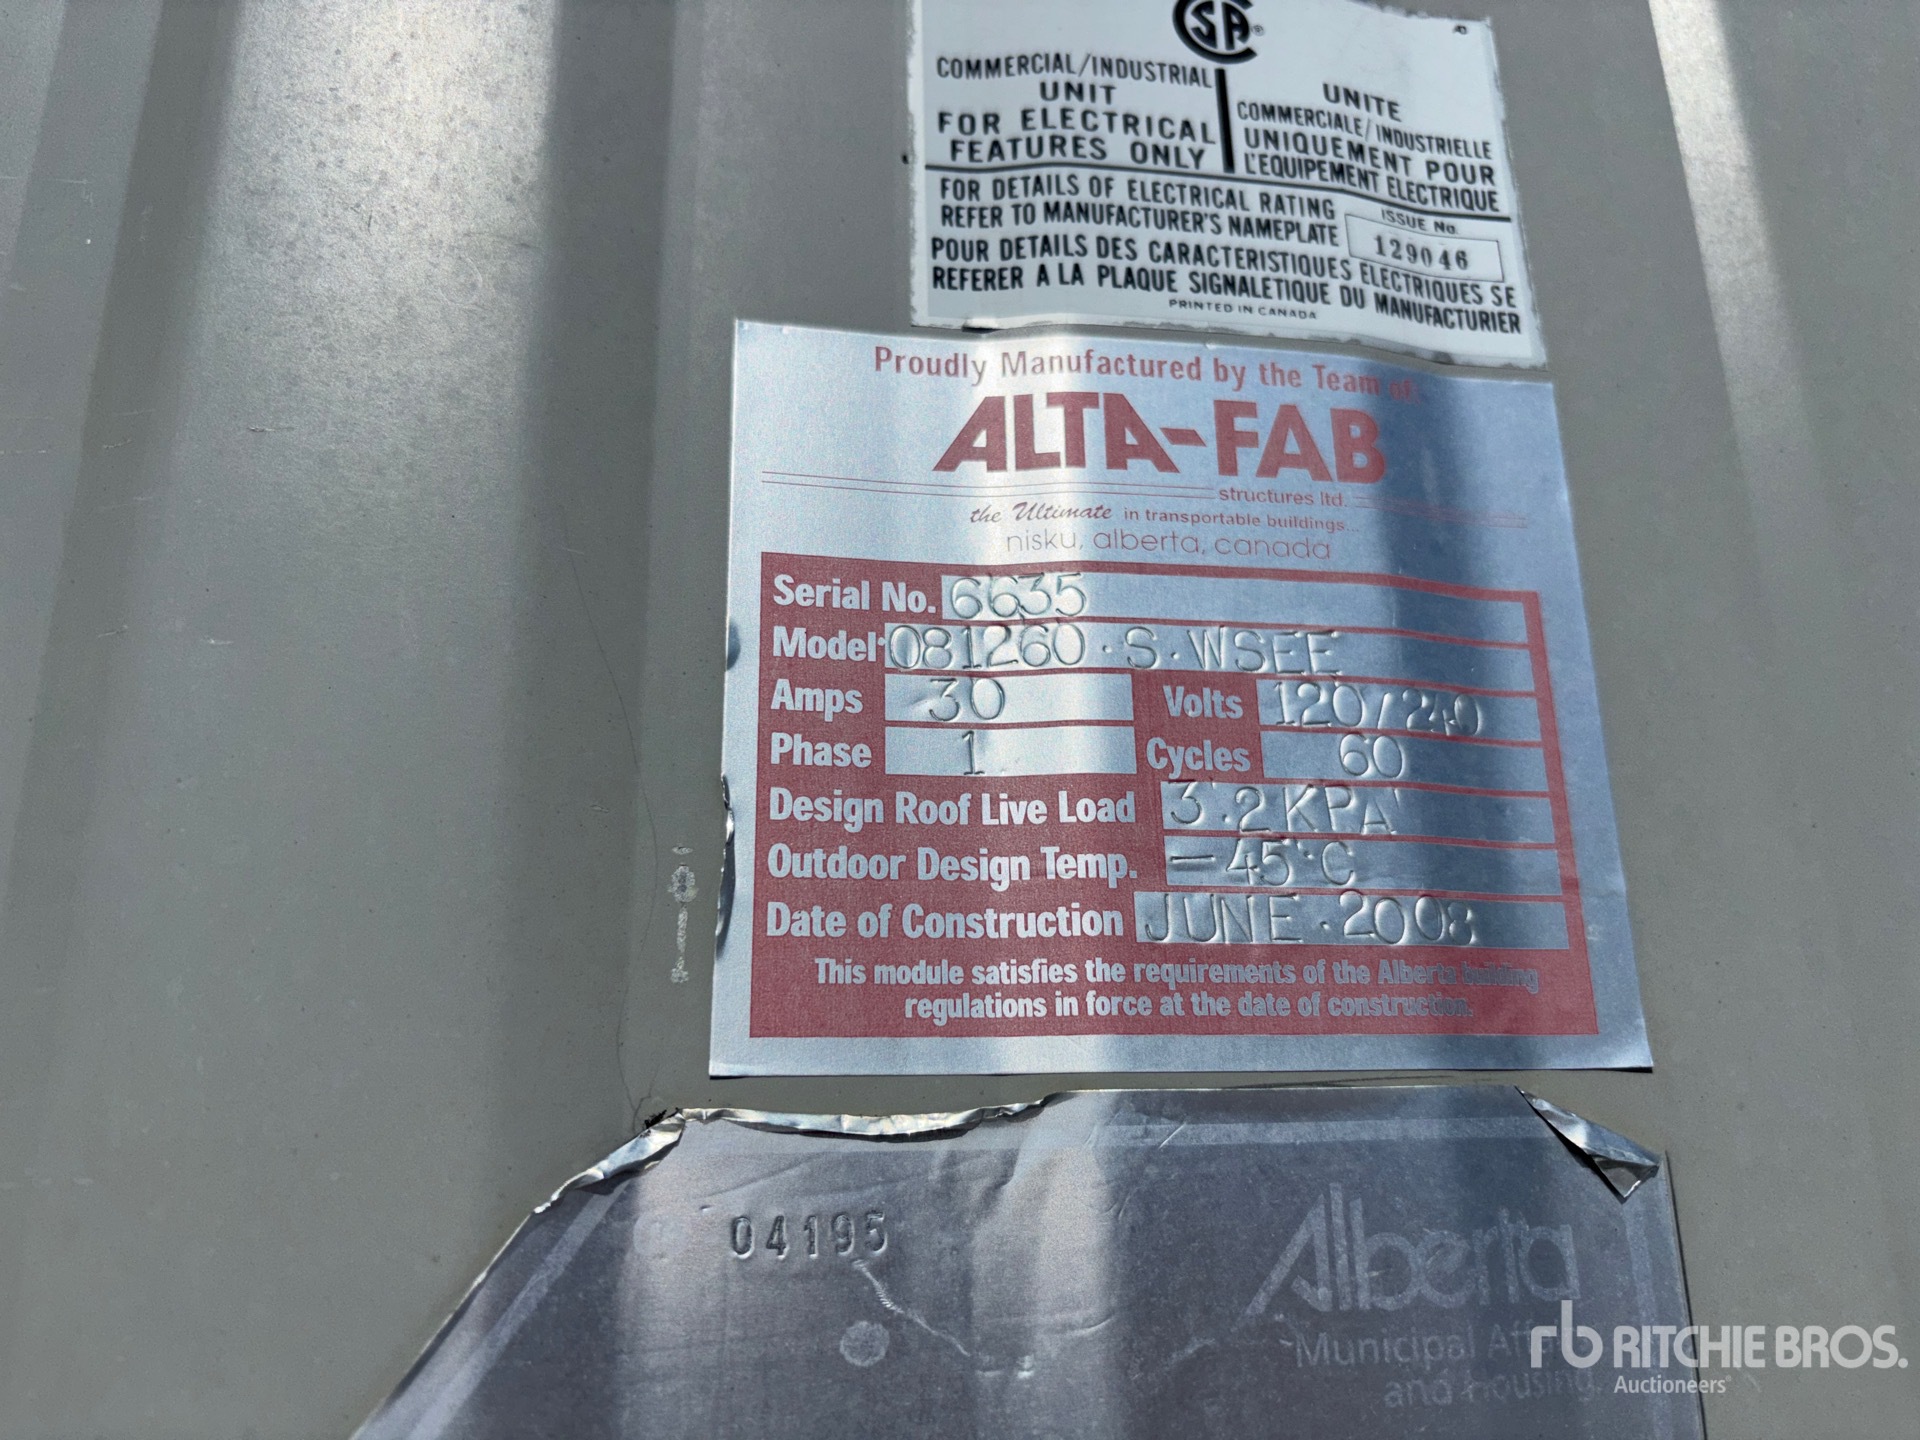 CSA
COMMERCIAL/INDUSTRIAL
UNIT
FOR ELECTRICAL
FEATURES ONLY
UNITE
COMMERCIALE/INDUSTRIELLE
UNIQUEMENT POUR
L'EQUIPEMENT ELECTRIQUE
FOR DETAILS OF ELECTRICAL RATING
REFER TO MANUFACTURER'S NAMEPLATE
ISSUE No.
129046
POUR DETAILS DES CARACTERISTIQUES ELECTRIQUES SE
REFERER A LA PLAQUE SIGNALETIQUE DU MANUFACTURIER
PRINTED IN CANADA
Proudly Manufactured by the Team of:
ALTA-FAB
structures ltd.
the Ultimate in transportable buildings...
nisku, alberta, canada
Serial No. 6635
Model 081260·S·WSEE
Amps 30 Volts 120/240
Phase 1 Cycles 60
Design Roof Live Load 3.2KPA
Outdoor Design Temp. -45°C
Date of Construction JUNE·2008
This module satisfies the requirements of the Alberta building
regulations in force at the date of construction.
04195
Alberta
Municipal
and Housing
rb RITCHIE BROS.
Auctioneers